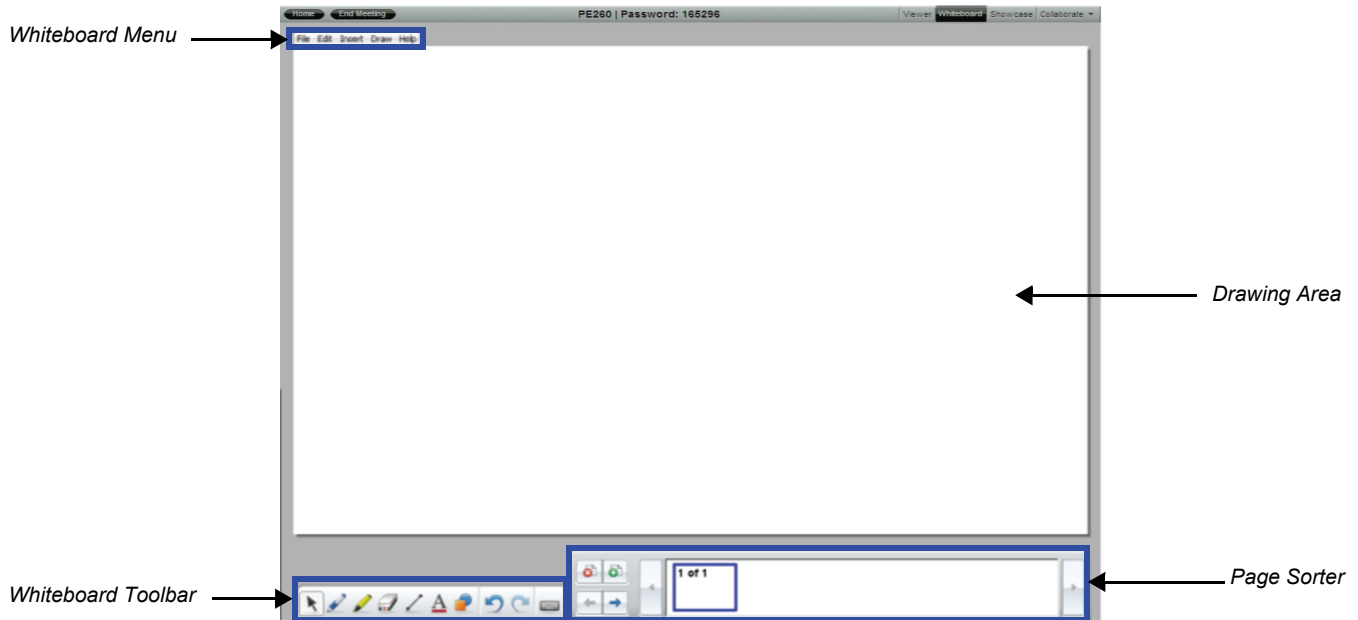 Home End Meeting PE260 | Password: 165296 Viewer Whiteboard Showcase Collaborate
Whiteboard Menu
File Edit Insert Draw Help
Drawing Area
Page Sorter
1 of 1
Whiteboard Toolbar
A